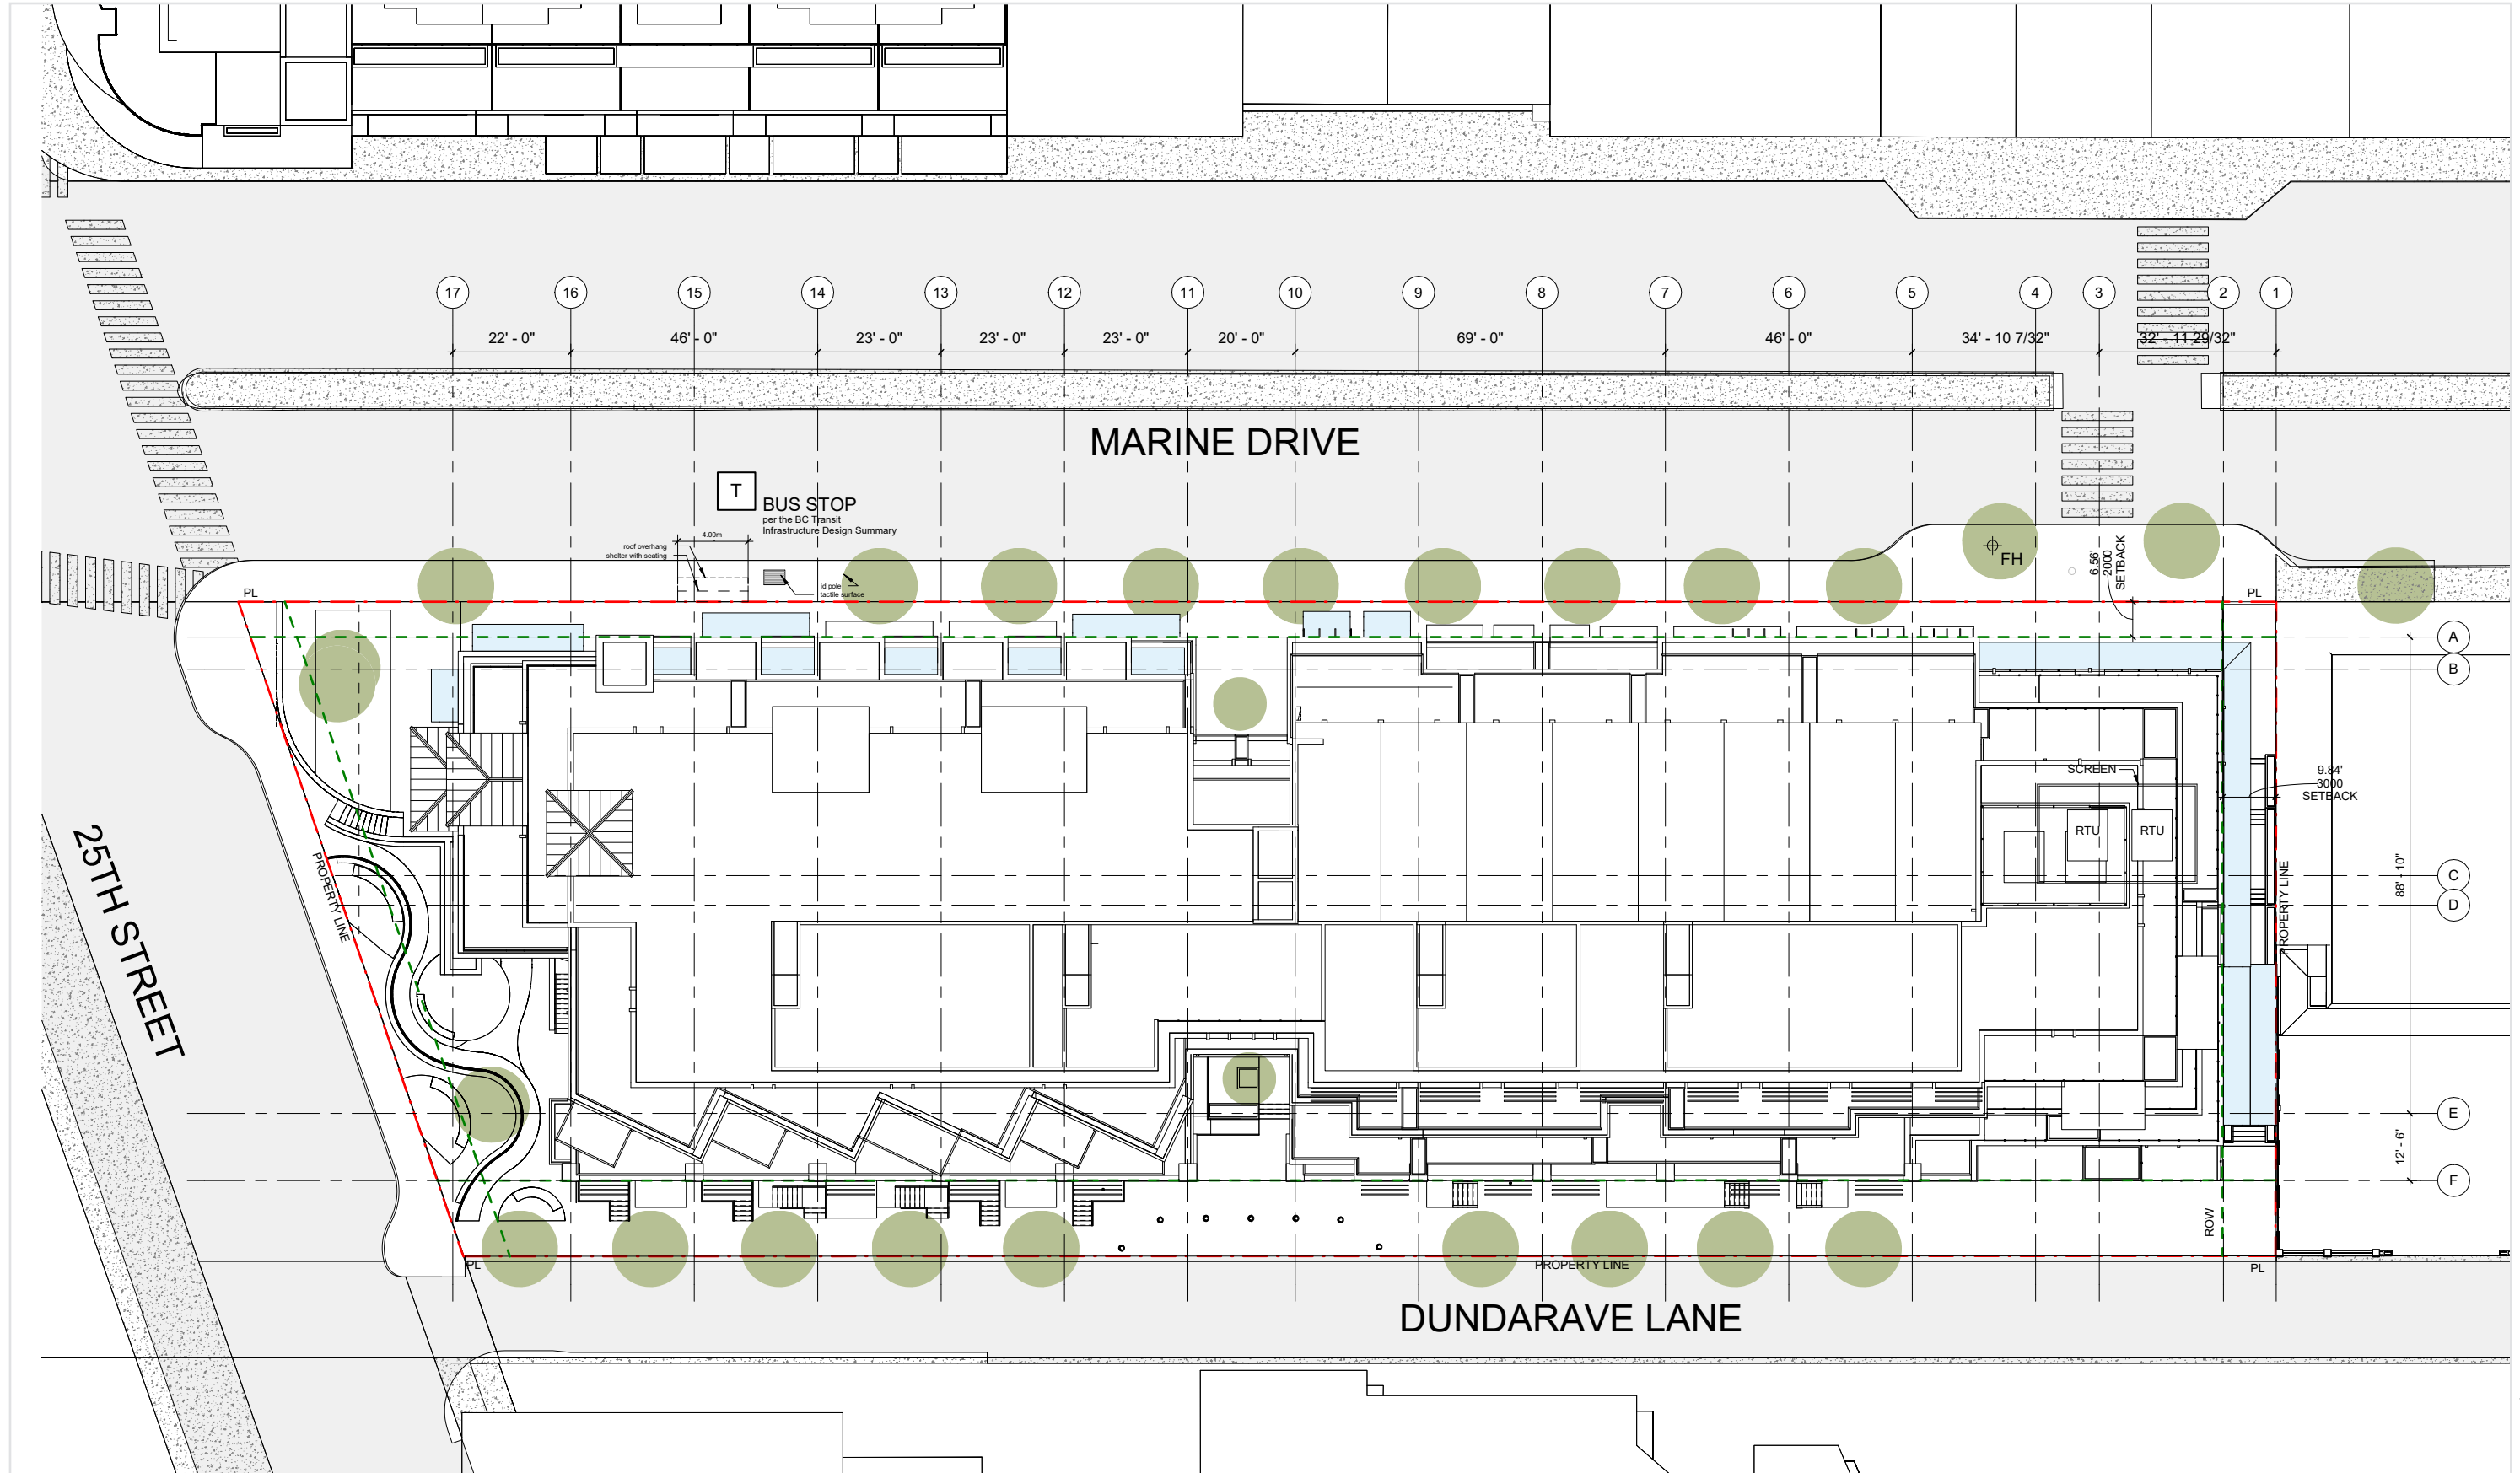 17
16
15
14
13
12
11
10
9
8
7
6
5
4
3
2
1
22' - 0"
46' - 0"
23' - 0"
23' - 0"
23' - 0"
20' - 0"
69' - 0"
46' - 0"
34' - 10 7/32"
32' - 11 29/32"
MARINE DRIVE
T
BUS STOP
per the BC Transit
Infrastructure Design Summary
4.00m
roof overhang
shelter with seating
id pole
tactile surface
FH
6.56'
2000
SETBACK
PL
PL
A
B
SCREEN
RTU
RTU
9.84'
3000
SETBACK
25TH STREET
PROPERTY LINE
PROPERTY LINE
88' - 10"
C
D
E
12' - 6"
F
ROW
PL
PROPERTY LINE
PL
DUNDARAVE LANE